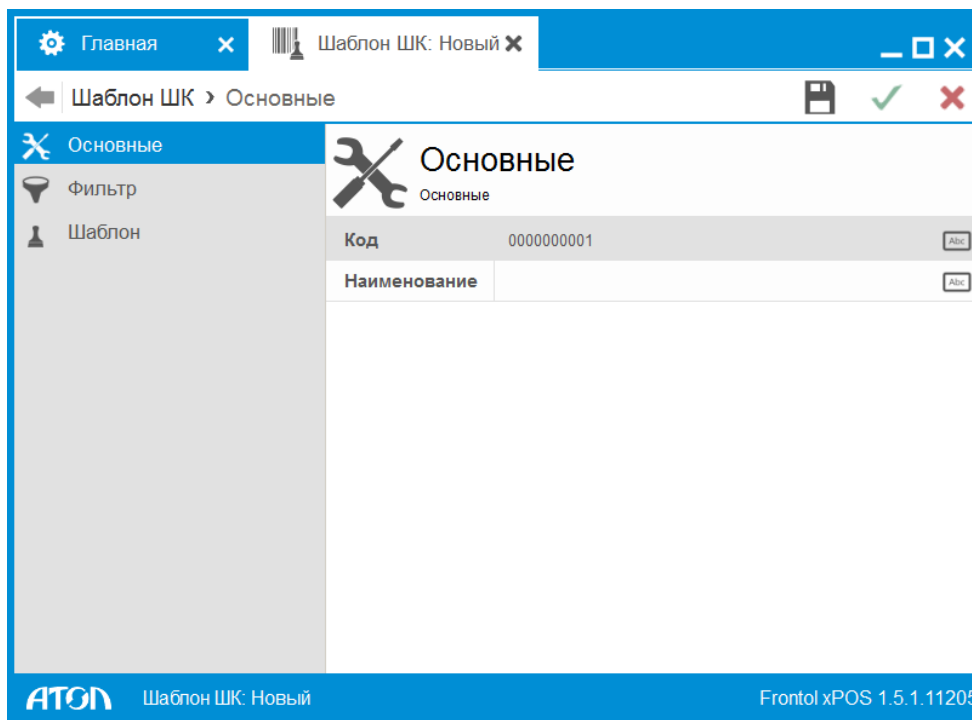 Главная
Шаблон ШК: Новый
Шаблон ШК › Основные
Основные
Фильтр
Шаблон
Основные
Основные
Код 0000000001 Abc
Наименование Abc
АТОЛ Шаблон ШК: Новый Frontol xPOS 1.5.1.11205